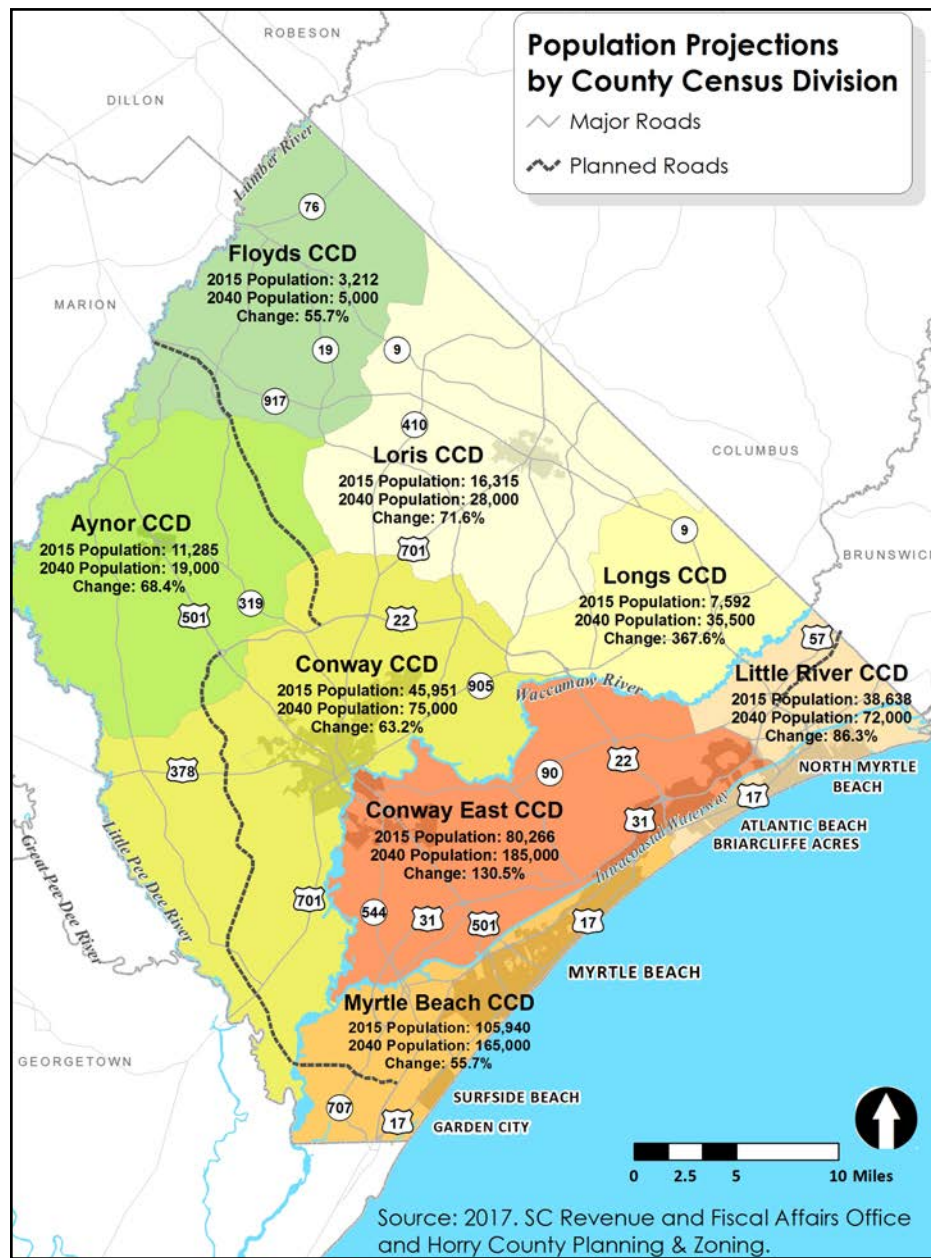 Population Projections
by County Census Division
Major Roads
Planned Roads
ROBESON
DILLON
Lumber River
76
Floyds CCD
2015 Population: 3,212
2040 Population: 5,000
Change: 55.7%
MARION
19
9
917
410
COLUMBUS
Loris CCD
2015 Population: 16,315
2040 Population: 28,000
Change: 71.6%
701
Aynor CCD
2015 Population: 11,285
2040 Population: 19,000
Change: 68.4%
501
319
9
BRUNSWICK
Longs CCD
2015 Population: 7,592
2040 Population: 35,500
Change: 367.6%
22
57
Conway CCD
2015 Population: 45,951
2040 Population: 75,000
Change: 63.2%
905
Waccamaw River
Little River CCD
2015 Population: 38,638
2040 Population: 72,000
Change: 86.3%
378
90
22
NORTH MYRTLE
BEACH
17
31
Intracoastal Waterway
ATLANTIC BEACH
BRIARCLIFFE ACRES
Conway East CCD
2015 Population: 80,266
2040 Population: 185,000
Change: 130.5%
Little Pee Dee River
Great Pee Dee River
701
544
31
501
17
MYRTLE BEACH
Myrtle Beach CCD
2015 Population: 105,940
2040 Population: 165,000
Change: 55.7%
GEORGETOWN
707
17
SURFSIDE BEACH
GARDEN CITY
0 2.5 5 10 Miles
Source: 2017. SC Revenue and Fiscal Affairs Office
and Horry County Planning & Zoning.